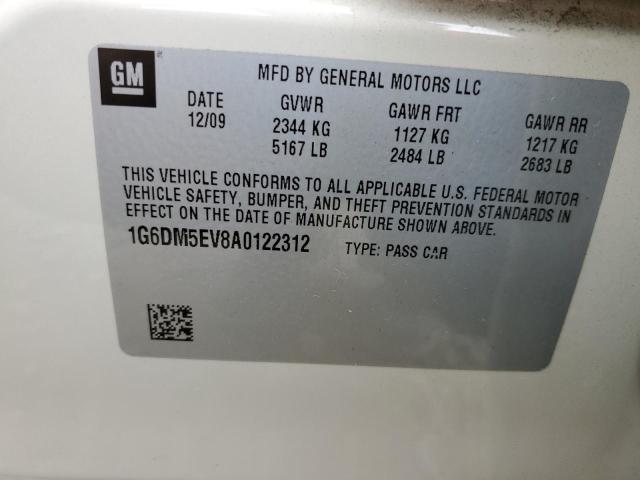 GM
MFD BY GENERAL MOTORS LLC
DATE GVWR GAWR FRT GAWR RR
12/09 2344 KG 1127 KG 1217 KG
5167 LB 2484 LB 2683 LB
THIS VEHICLE CONFORMS TO ALL APPLICABLE U.S. FEDERAL MOTOR
VEHICLE SAFETY, BUMPER, AND THEFT PREVENTION STANDARDS IN
EFFECT ON THE DATE OF MANUFACTURE SHOWN ABOVE.
1G6DM5EV8A0122312 TYPE: PASS CAR